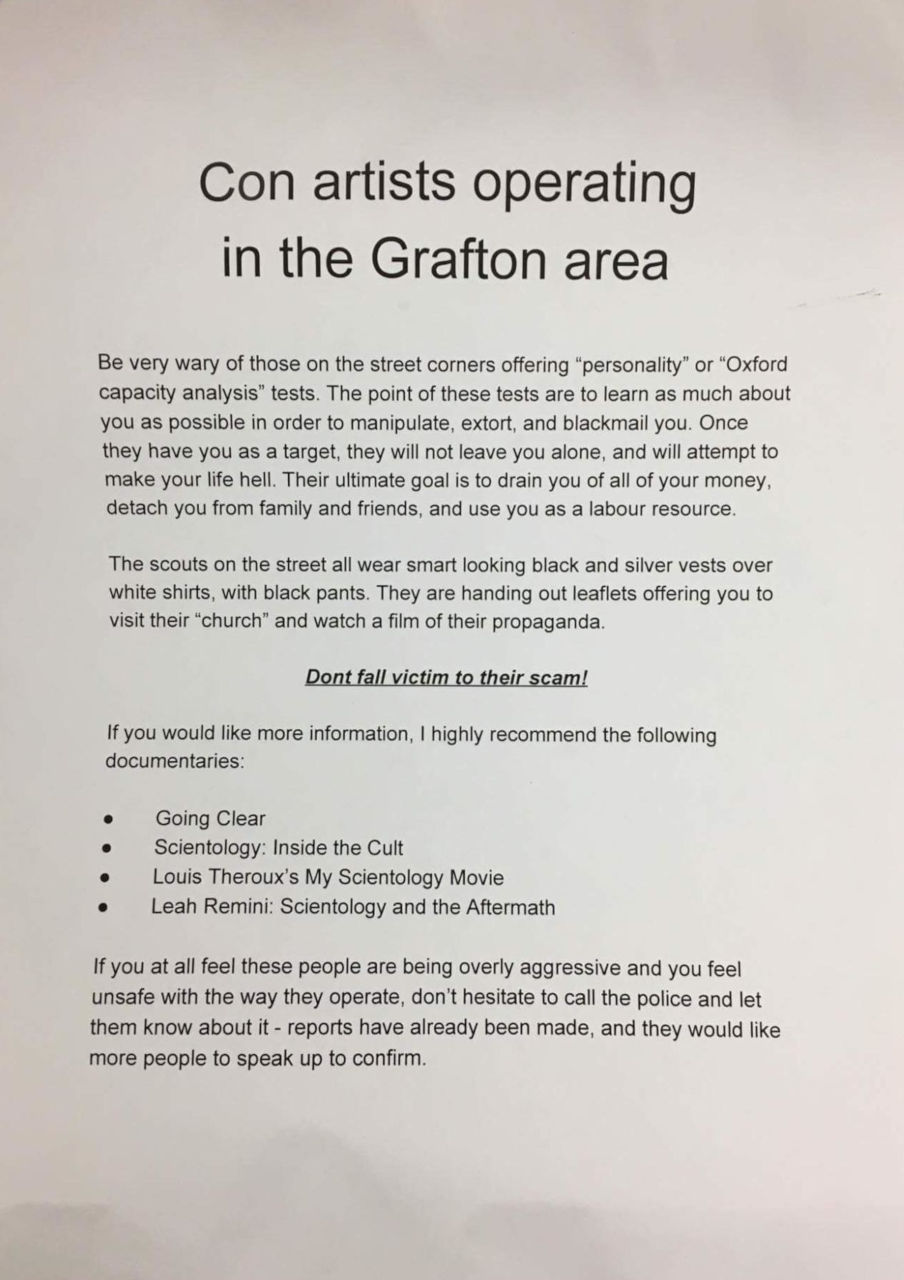 Con artists operating
in the Grafton area
Be very wary of those on the street corners offering “personality” or “Oxford
capacity analysis” tests. The point of these tests are to learn as much about
you as possible in order to manipulate, extort, and blackmail you. Once
they have you as a target, they will not leave you alone, and will attempt to
make your life hell. Their ultimate goal is to drain you of all of your money,
detach you from family and friends, and use you as a labour resource.
The scouts on the street all wear smart looking black and silver vests over
white shirts, with black pants. They are handing out leaflets offering you to
visit their “church” and watch a film of their propaganda.
Dont fall victim to their scam!
If you would like more information, I highly recommend the following
documentaries:
● Going Clear
● Scientology: Inside the Cult
● Louis Theroux’s My Scientology Movie
● Leah Remini: Scientology and the Aftermath
If you at all feel these people are being overly aggressive and you feel
unsafe with the way they operate, don’t hesitate to call the police and let
them know about it - reports have already been made, and they would like
more people to speak up to confirm.